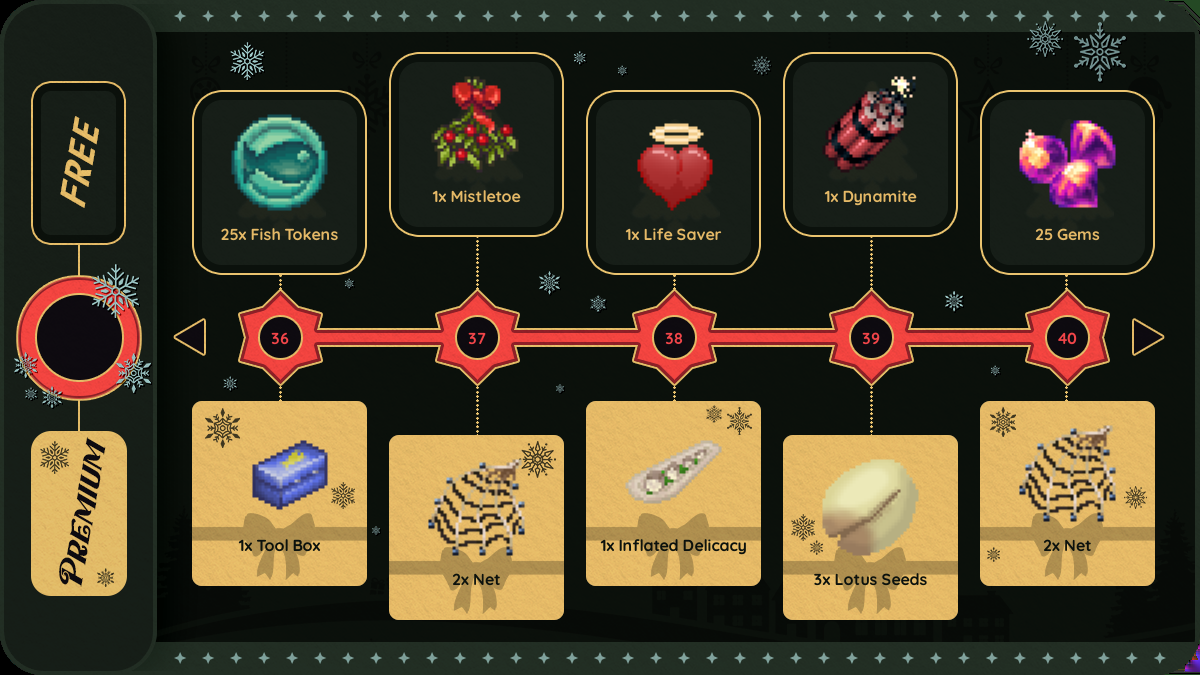 FREE
25x Fish Tokens
1x Mistletoe
1x Life Saver
1x Dynamite
25 Gems
36
37
38
39
40
PREMIUM
1x Tool Box
2x Net
1x Inflated Delicacy
3x Lotus Seeds
2x Net